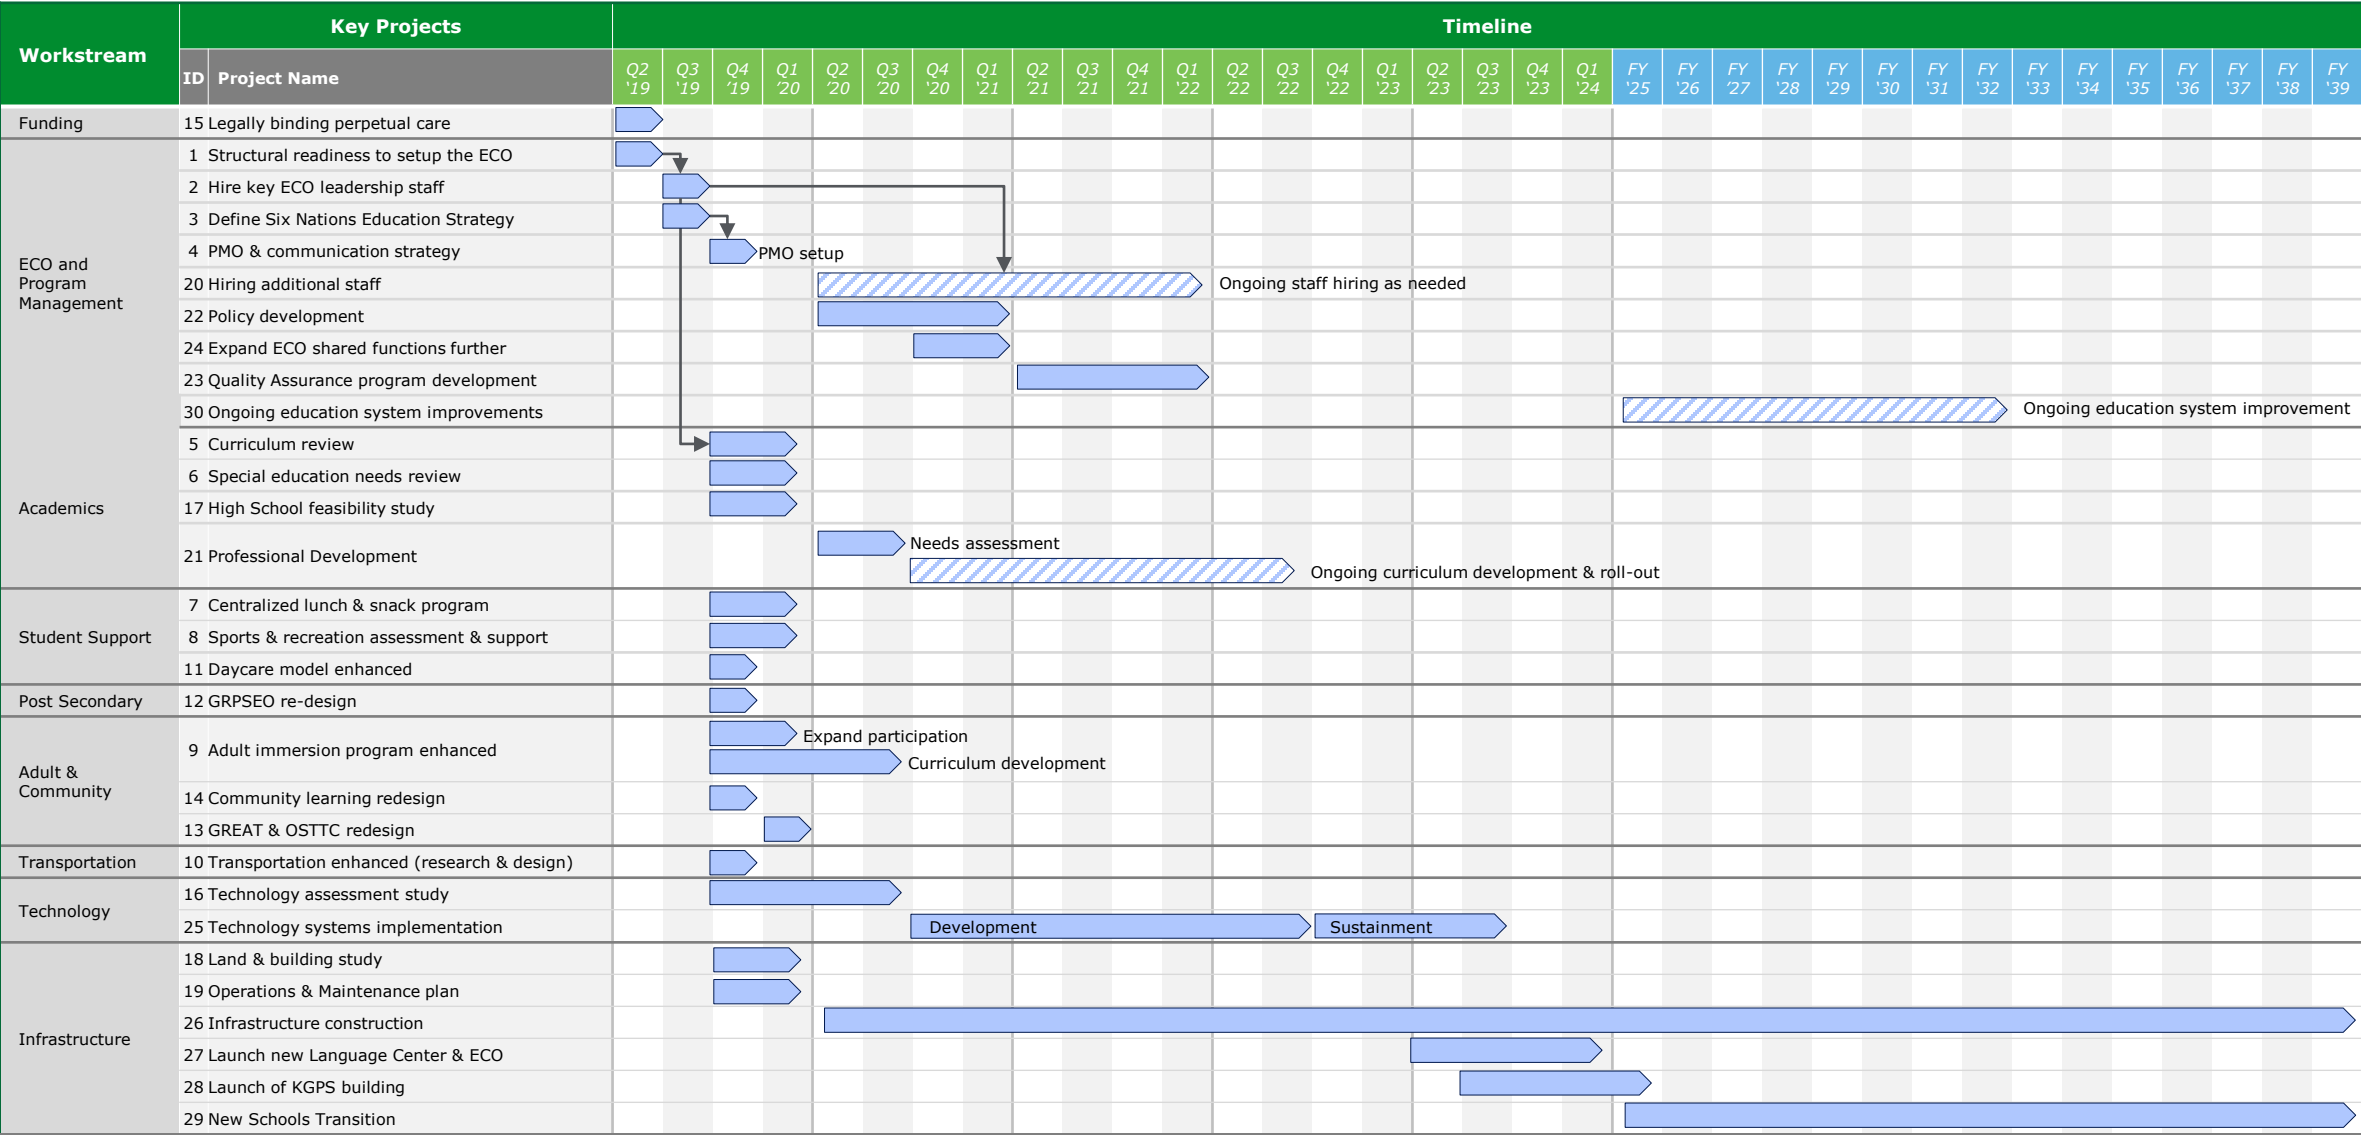 Workstream
Key Projects
Timeline
ID Project Name
Q2 '19 Q3 '19 Q4 '19 Q1 '20 Q2 '20 Q3 '20 Q4 '20 Q1 '21 Q2 '21 Q3 '21 Q4 '21 Q1 '22 Q2 '22 Q3 '22 Q4 '22 Q1 '23 Q2 '23 Q3 '23 Q4 '23 Q1 '24 FY '25 FY '26 FY '27 FY '28 FY '29 FY '30 FY '31 FY '32 FY '33 FY '34 FY '35 FY '36 FY '37 FY '38 FY '39
Funding
15 Legally binding perpetual care
ECO and
Program
Management
1 Structural readiness to setup the ECO
2 Hire key ECO leadership staff
3 Define Six Nations Education Strategy
4 PMO & communication strategy
PMO setup
20 Hiring additional staff
Ongoing staff hiring as needed
22 Policy development
24 Expand ECO shared functions further
23 Quality Assurance program development
30 Ongoing education system improvements
Ongoing education system improvement
Academics
5 Curriculum review
6 Special education needs review
17 High School feasibility study
21 Professional Development
Needs assessment
Ongoing curriculum development & roll-out
Student Support
7 Centralized lunch & snack program
8 Sports & recreation assessment & support
11 Daycare model enhanced
Post Secondary
12 GRPSEO re-design
Adult &
Community
9 Adult immersion program enhanced
Expand participation
Curriculum development
14 Community learning redesign
13 GREAT & OSTTC redesign
Transportation
10 Transportation enhanced (research & design)
Technology
16 Technology assessment study
25 Technology systems implementation
Development
Sustainment
Infrastructure
18 Land & building study
19 Operations & Maintenance plan
26 Infrastructure construction
27 Launch new Language Center & ECO
28 Launch of KGPS building
29 New Schools Transition